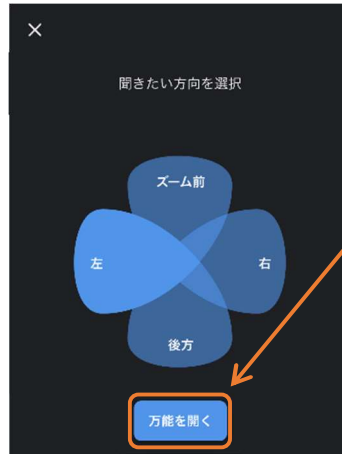 聞きたい方向を選択
ズーム前
左
右
後方
万能を開く